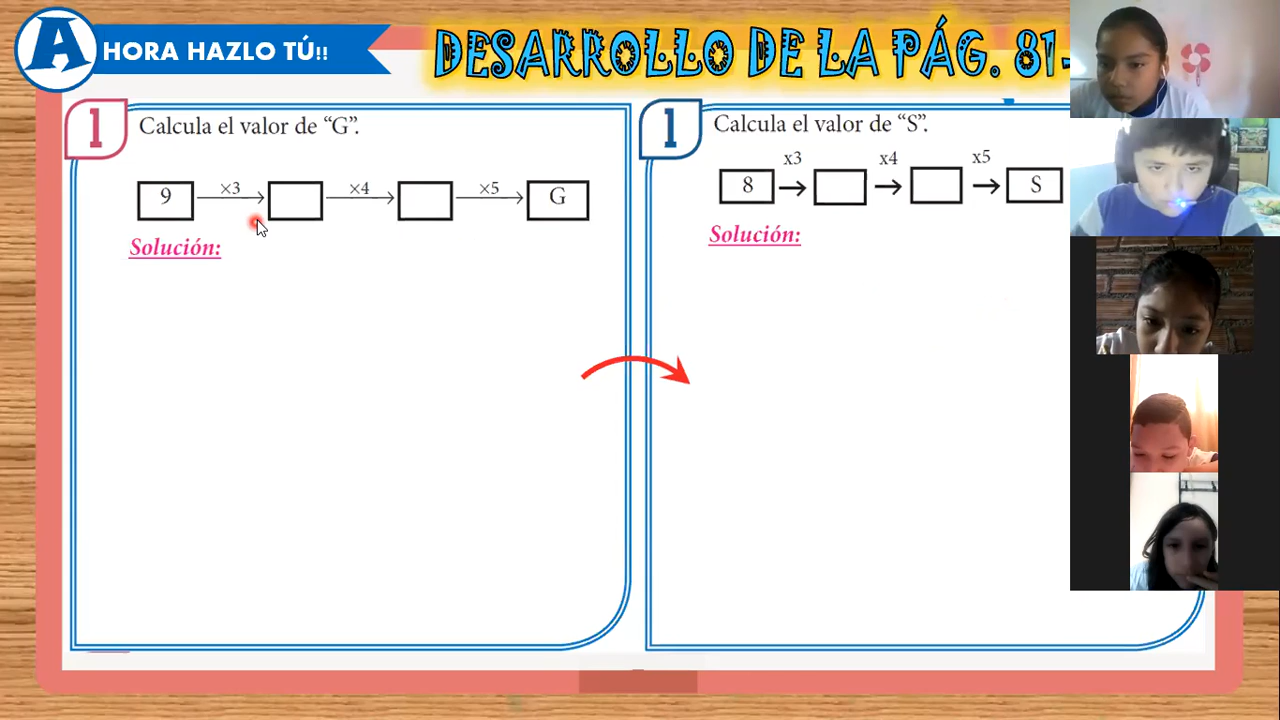 A HORA HAZLO TÚ!!
DESARROLLO DE LA PÁG. 81-
1 Calcula el valor de “G”.
9 ×3 ×4 ×5 G
Solución:
1 Calcula el valor de “S”.
x3 x4 x5
8 S
Solución: